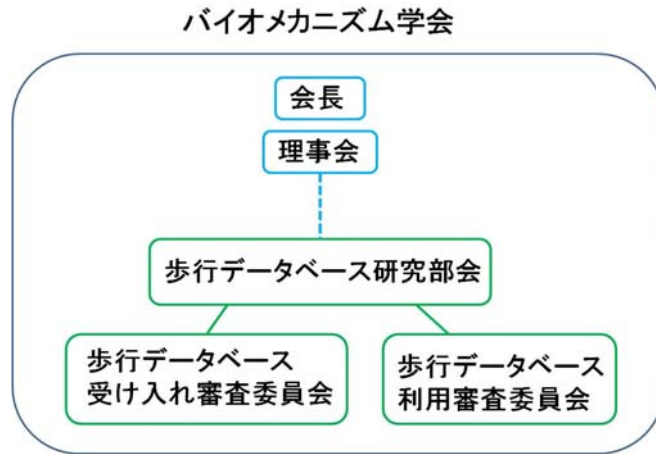 バイオメカニズム学会
会長
理事会
歩行データベース研究部会
歩行データベース
受け入れ審査委員会
歩行データベース
利用審査委員会